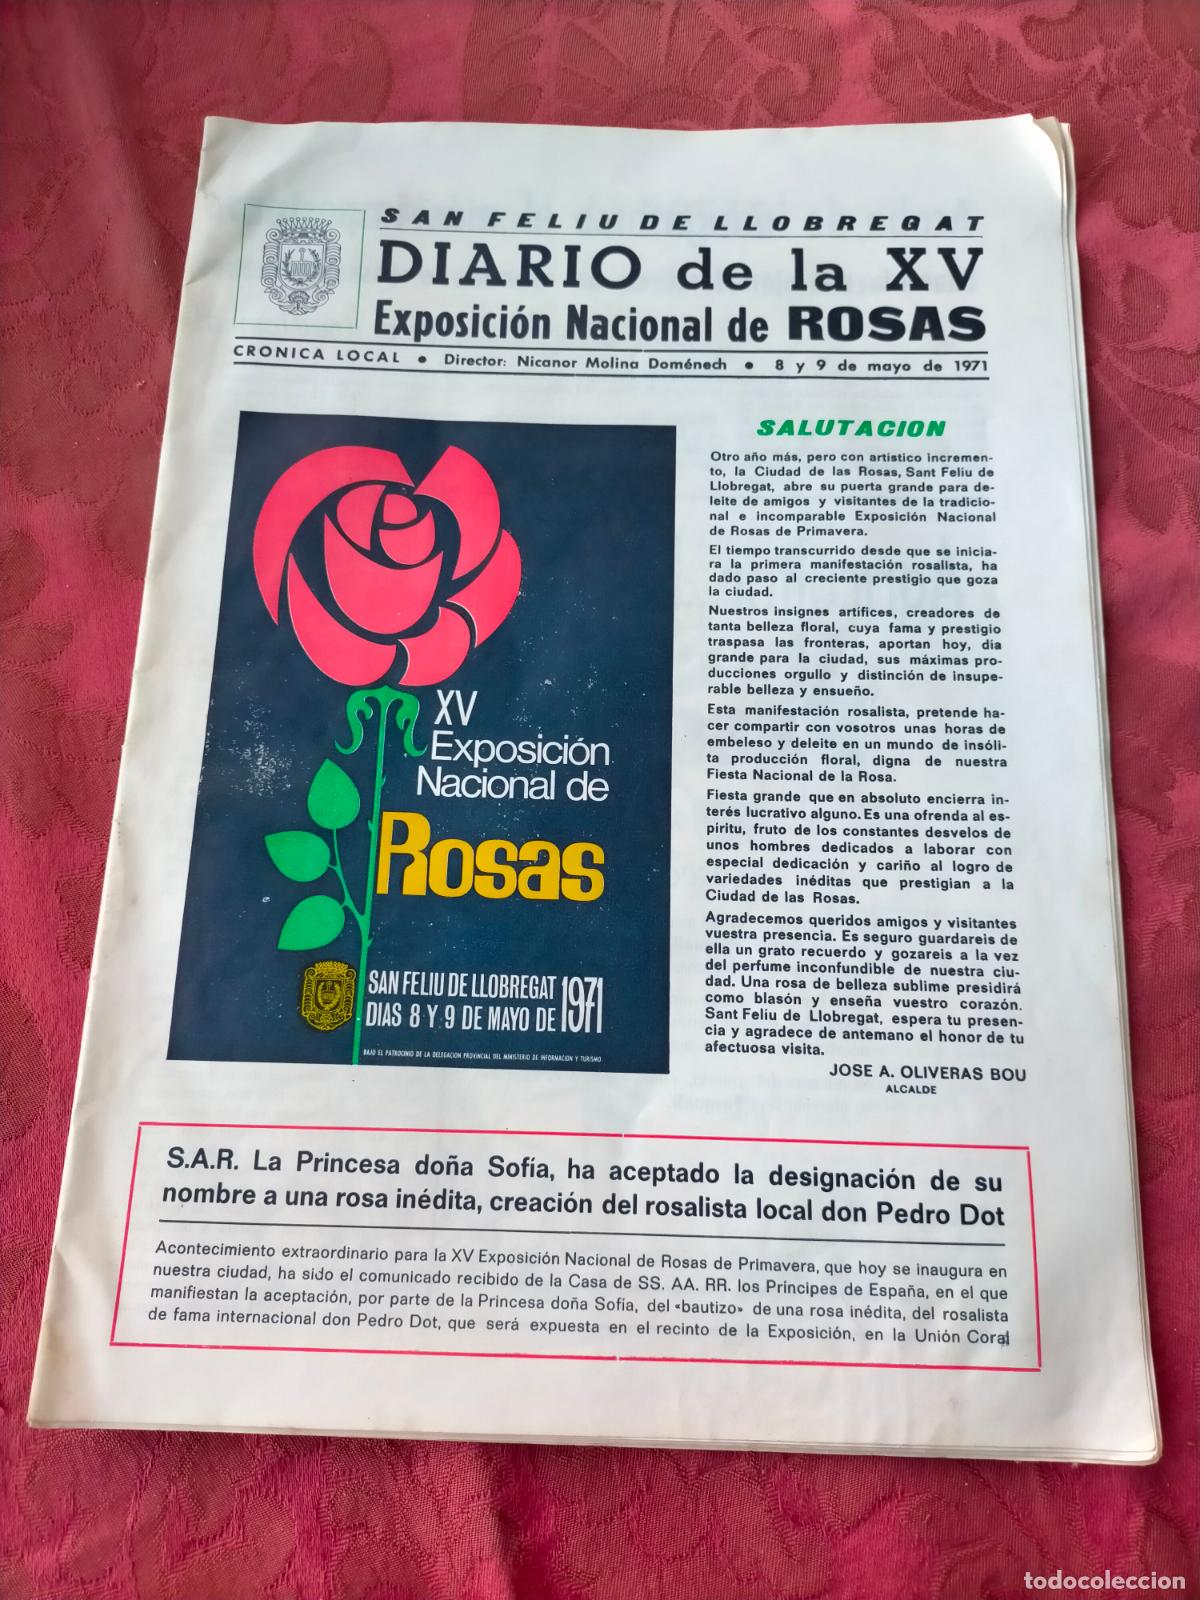 SAN FELIU DE LLOBREGAT
DIARIO de la XV
Exposición Nacional de ROSAS
CRONICA LOCAL • Director: Nicanor Molina Doménech • 8 y 9 de mayo de 1971
XV
Exposición
Nacional de
Rosas
SAN FELIU DE LLOBREGAT
DIAS 8 Y 9 DE MAYO DE 1971
BAJO EL PATROCINIO DE LA DELEGACION PROVINCIAL DEL MINISTERIO DE INFORMACION Y TURISMO
SALUTACION
Otro año más, pero con artístico incremen-
to, la Ciudad de las Rosas, Sant Feliu de
Llobregat, abre su puerta grande para de-
leite de amigos y visitantes de la tradicio-
nal e incomparable Exposición Nacional
de Rosas de Primavera.
El tiempo transcurrido desde que se inicia-
ra la primera manifestación rosalista, ha
dado paso al creciente prestigio que goza
la ciudad.
Nuestros insignes artífices, creadores de
tanta belleza floral, cuya fama y prestigio
traspasa las fronteras, aportan hoy, día
grande para la ciudad, sus máximas pro-
ducciones orgullo y distinción de insupe-
rable belleza y ensueño.
Esta manifestación rosalista, pretende ha-
cer compartir con vosotros unas horas de
embeleso y deleite en un mundo de insóli-
ta producción floral, digna de nuestra
Fiesta Nacional de la Rosa.
Fiesta grande que en absoluto encierra in-
terés lucrativo alguno. Es una ofrenda al es-
píritu, fruto de los constantes desvelos de
unos hombres dedicados a laborar con
especial dedicación y cariño al logro de
variedades inéditas que prestigian a la
Ciudad de las Rosas.
Agradecemos queridos amigos y visitantes
vuestra presencia. Es seguro guardareis de
ella un grato recuerdo y gozareis a la vez
del perfume inconfundible de nuestra ciu-
dad. Una rosa de belleza sublime presidirá
como blasón y enseña vuestro corazón.
Sant Feliu de Llobregat, espera tu presen-
cia y agradece de antemano el honor de tu
afectuosa visita.
JOSE A. OLIVERAS BOU
ALCALDE
S.A.R. La Princesa doña Sofía, ha aceptado la designación de su
nombre a una rosa inédita, creación del rosalista local don Pedro Dot
Acontecimiento extraordinario para la XV Exposición Nacional de Rosas de Primavera, que hoy se inaugura en
nuestra ciudad, ha sido el comunicado recibido de la Casa de SS. AA. RR. los Príncipes de España, en el que
manifiestan la aceptación, por parte de la Princesa doña Sofía, del «bautizo» de una rosa inédita, del rosalista
de fama internacional don Pedro Dot, que será expuesta en el recinto de la Exposición, en la Unión Coral
todocoleccion